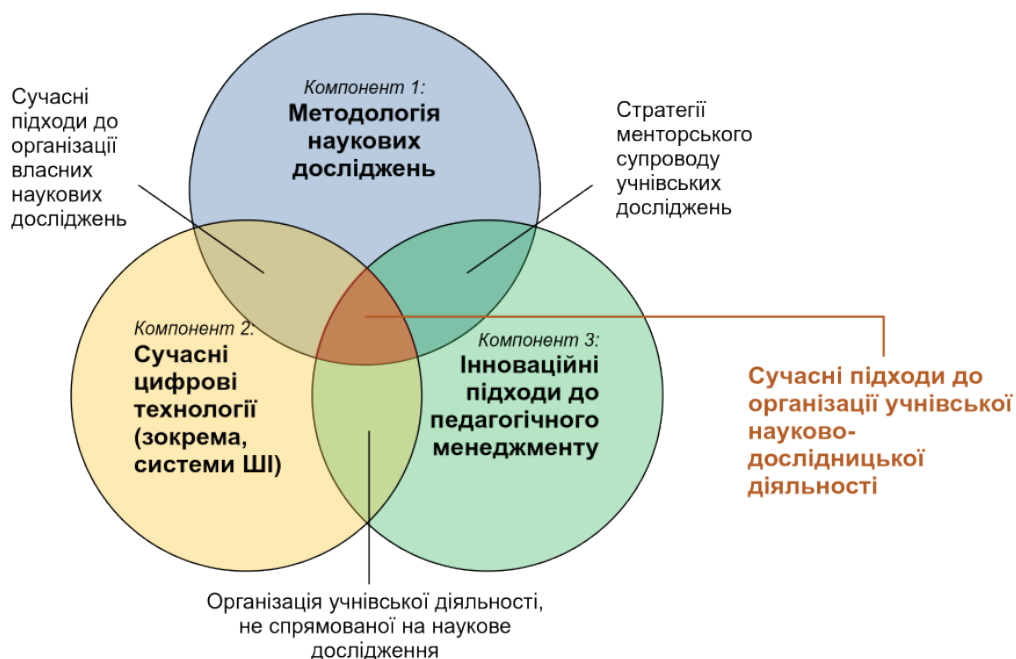 Компонент 1:
Методологія
наукових
досліджень
Сучасні
підходи до
організації
власних
наукових
досліджень
Стратегії
менторського
супроводу
учнівських
досліджень
Компонент 2:
Сучасні
цифрові
технології
(зокрема,
системи ШІ)
Компонент 3:
Інноваційні
підходи до
педагогічного
менеджменту
Сучасні підходи до
організації учнівської
науково-
дослідницької
діяльності
Організація учнівської діяльності,
не спрямованої на наукове
дослідження